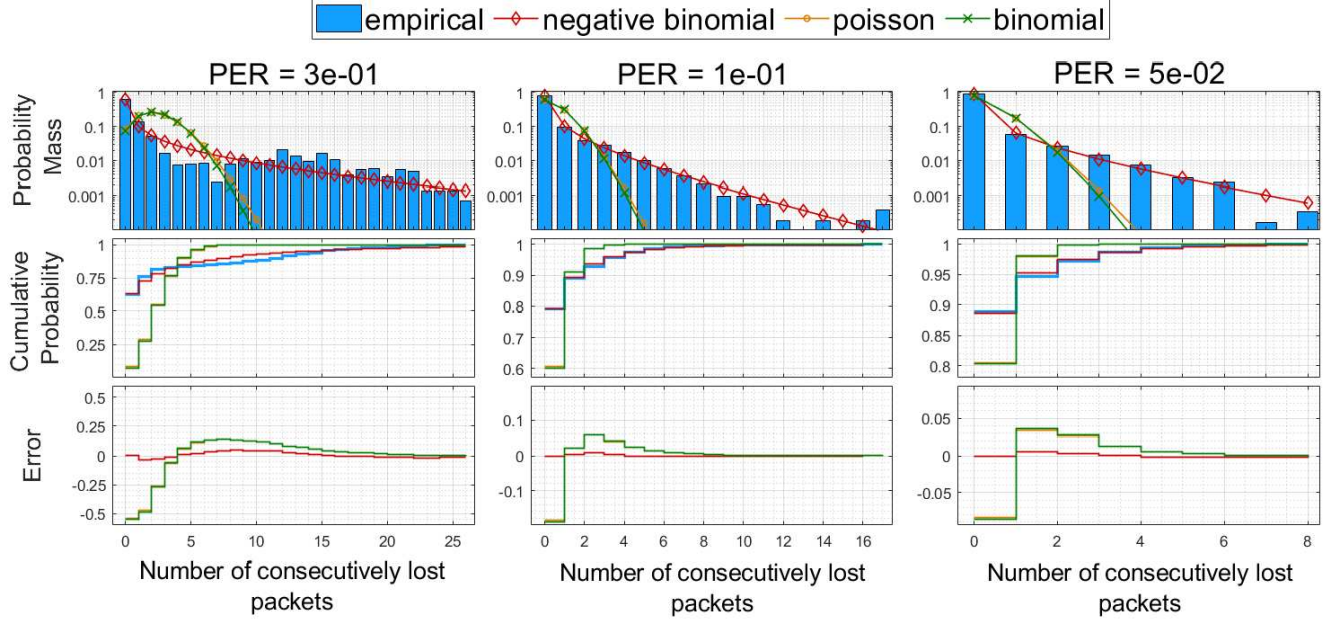 empirical negative binomial poisson binomial
PER = 3e-01 PER = 1e-01 PER = 5e-02
Probability
Mass
1
0.1
0.01
0.001
1
0.1
0.01
0.001
1
0.1
0.01
0.001
Cumulative
Probability
1
0.75
0.5
0.25
1
0.9
0.8
0.7
0.6
1
0.95
0.9
0.85
0.8
Error
0.5
0.25
0
-0.25
-0.5
0.1
0
-0.1
0.05
0
-0.05
0 5 10 15 20 25
0 2 4 6 8 10 12 14 16
0 2 4 6 8
Number of consecutively lost
packets
Number of consecutively lost
packets
Number of consecutively lost
packets